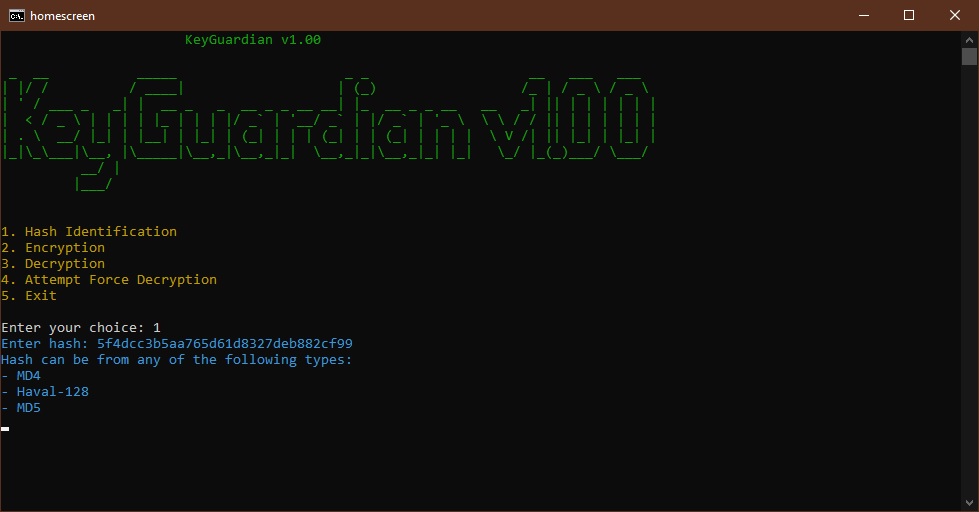 homescreen
KeyGuardian v1.00
KeyGuardian v1.00
1. Hash Identification
2. Encryption
3. Decryption
4. Attempt Force Decryption
5. Exit
Enter your choice: 1
Enter hash: 5f4dcc3b5aa765d61d8327deb882cf99
Hash can be from any of the following types:
- MD4
- Haval-128
- MD5